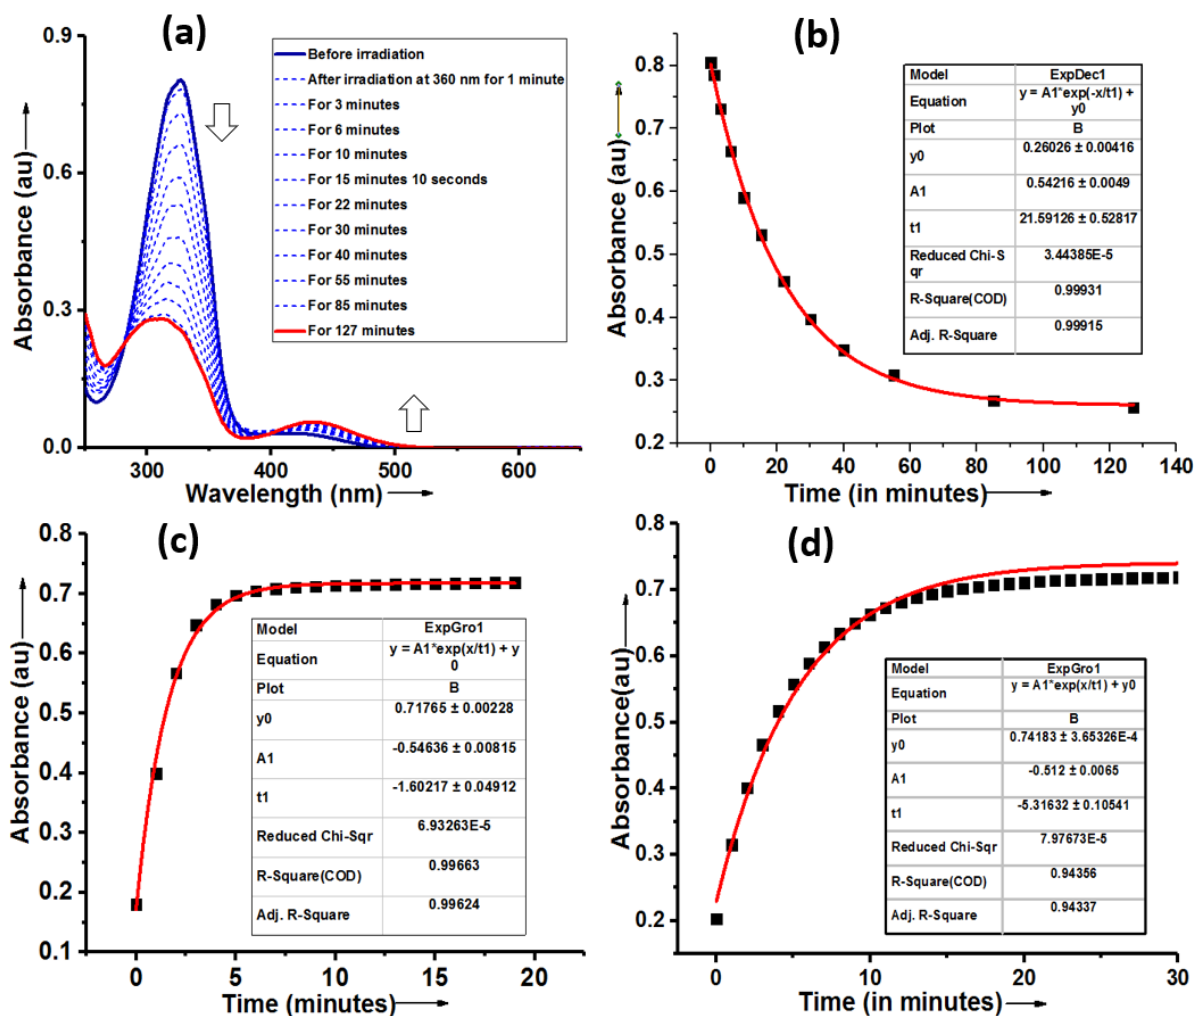 (a)
0.9
0.6
0.3
0.0
Absorbance (au)
300
400
500
600
Wavelength (nm)
Before irradiation
After irradiation at 360 nm for 1 minute
For 3 minutes
For 6 minutes
For 10 minutes
For 15 minutes 10 seconds
For 22 minutes
For 30 minutes
For 40 minutes
For 55 minutes
For 85 minutes
For 127 minutes
(b)
0.8
0.7
0.6
0.5
0.4
0.3
0.2
Absorbance (au)
0
20
40
60
80
100
120
140
Time (in minutes)
Model ExpDec1
Equation y = A1*exp(-x/t1) +
y0
Plot B
y0 0.26026 ± 0.00416
A1 0.54216 ± 0.0049
t1 21.59126 ± 0.52817
Reduced Chi-S
qr 3.44385E-5
R-Square(COD) 0.99931
Adj. R-Square 0.99915
(c)
0.8
0.7
0.6
0.5
0.4
0.3
0.2
0.1
Absorbance (au)
0
5
10
15
20
Time (minutes)
Model ExpGro1
Equation y = A1*exp(x/t1) + y
0
Plot B
y0 0.71765 ± 0.00228
A1 -0.54636 ± 0.00815
t1 -1.60217 ± 0.04912
Reduced Chi-Sqr 6.93263E-5
R-Square(COD) 0.99663
Adj. R-Square 0.99624
(d)
0.8
0.7
0.6
0.5
0.4
0.3
0.2
Absorbance(au)
0
10
20
30
Time (in minutes)
Model ExpGro1
Equation y = A1*exp(x/t1) + y0
Plot B
y0 0.74183 ± 3.65326E-4
A1 -0.512 ± 0.0065
t1 -5.31632 ± 0.10541
Reduced Chi-Sqr 7.97673E-5
R-Square(COD) 0.94356
Adj. R-Square 0.94337